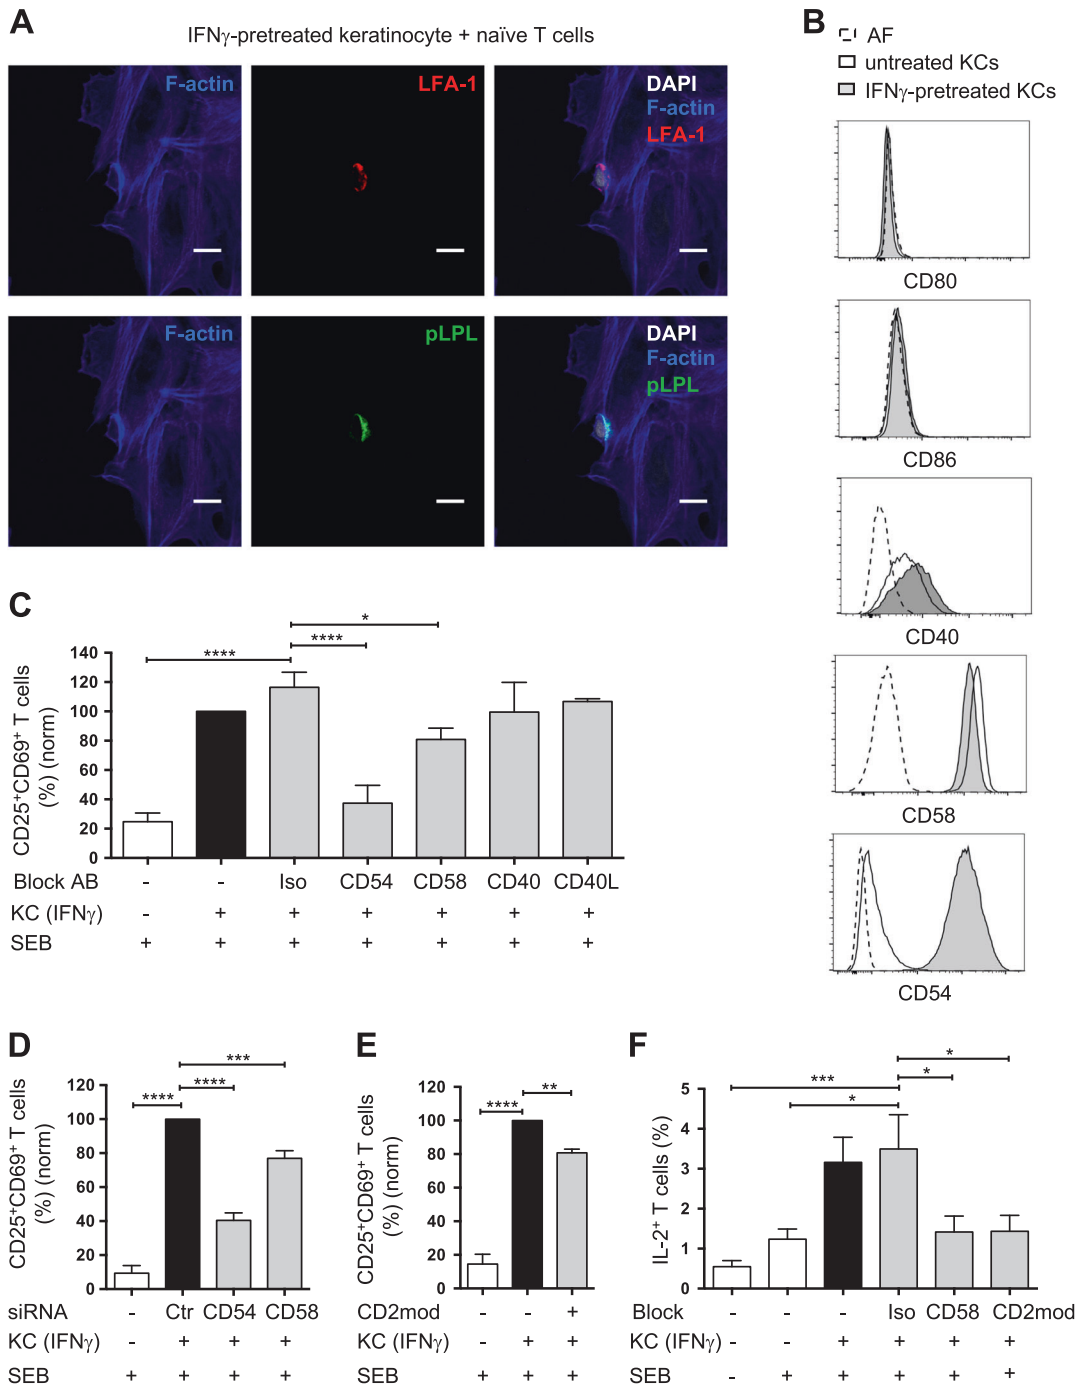 A
IFNγ-pretreated keratinocyte + naïve T cells
F-actin
LFA-1
DAPI
F-actin
LFA-1
F-actin
pLPL
DAPI
F-actin
pLPL
B
AF
untreated KCs
IFNγ-pretreated KCs
CD80
CD86
CD40
CD58
CD54
C
CD25+CD69+ T cells
(%) (norm)
140
120
100
80
60
40
20
0
****
****
*
Block AB - - Iso CD54 CD58 CD40 CD40L
KC (IFNγ) - + + + + + +
SEB + + + + + + +
D
CD25+CD69+ T cells
(%) (norm)
120
100
80
60
40
20
0
***
****
****
siRNA - Ctr CD54 CD58
KC (IFNγ) - + + +
SEB + + + +
E
CD25+CD69+ T cells
(%) (norm)
120
100
80
60
40
20
0
****
**
CD2mod - - +
KC (IFNγ) - + +
SEB + + +
F
IL-2+ T cells (%)
5
4
3
2
1
0
*
***
*
*
Block - - - Iso CD58 CD2mod
KC (IFNγ) - - + + + +
SEB - + + + + +